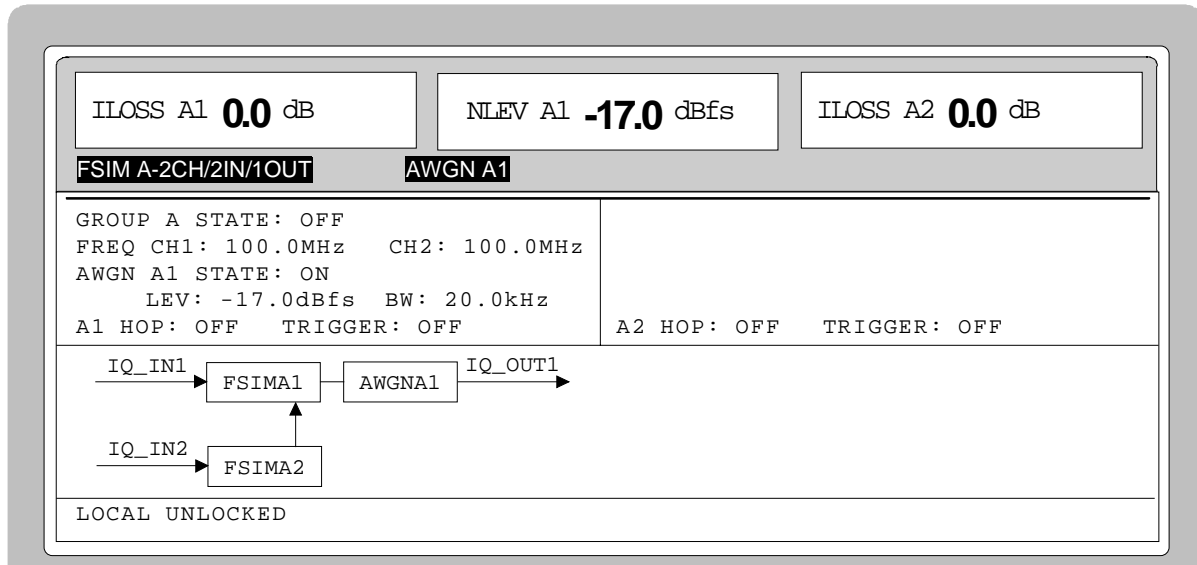 ILOSS A1 0.0 dB
NLEV A1 -17.0 dBfs
ILOSS A2 0.0 dB
FSIM A-2CH/2IN/1OUT
AWGN A1
GROUP A STATE: OFF
FREQ CH1: 100.0MHz CH2: 100.0MHz
AWGN A1 STATE: ON
LEV: -17.0dBfs BW: 20.0kHz
A1 HOP: OFF TRIGGER: OFF
A2 HOP: OFF TRIGGER: OFF
IQ_IN1
FSIMA1
AWGNA1
IQ_OUT1
IQ_IN2
FSIMA2
LOCAL UNLOCKED